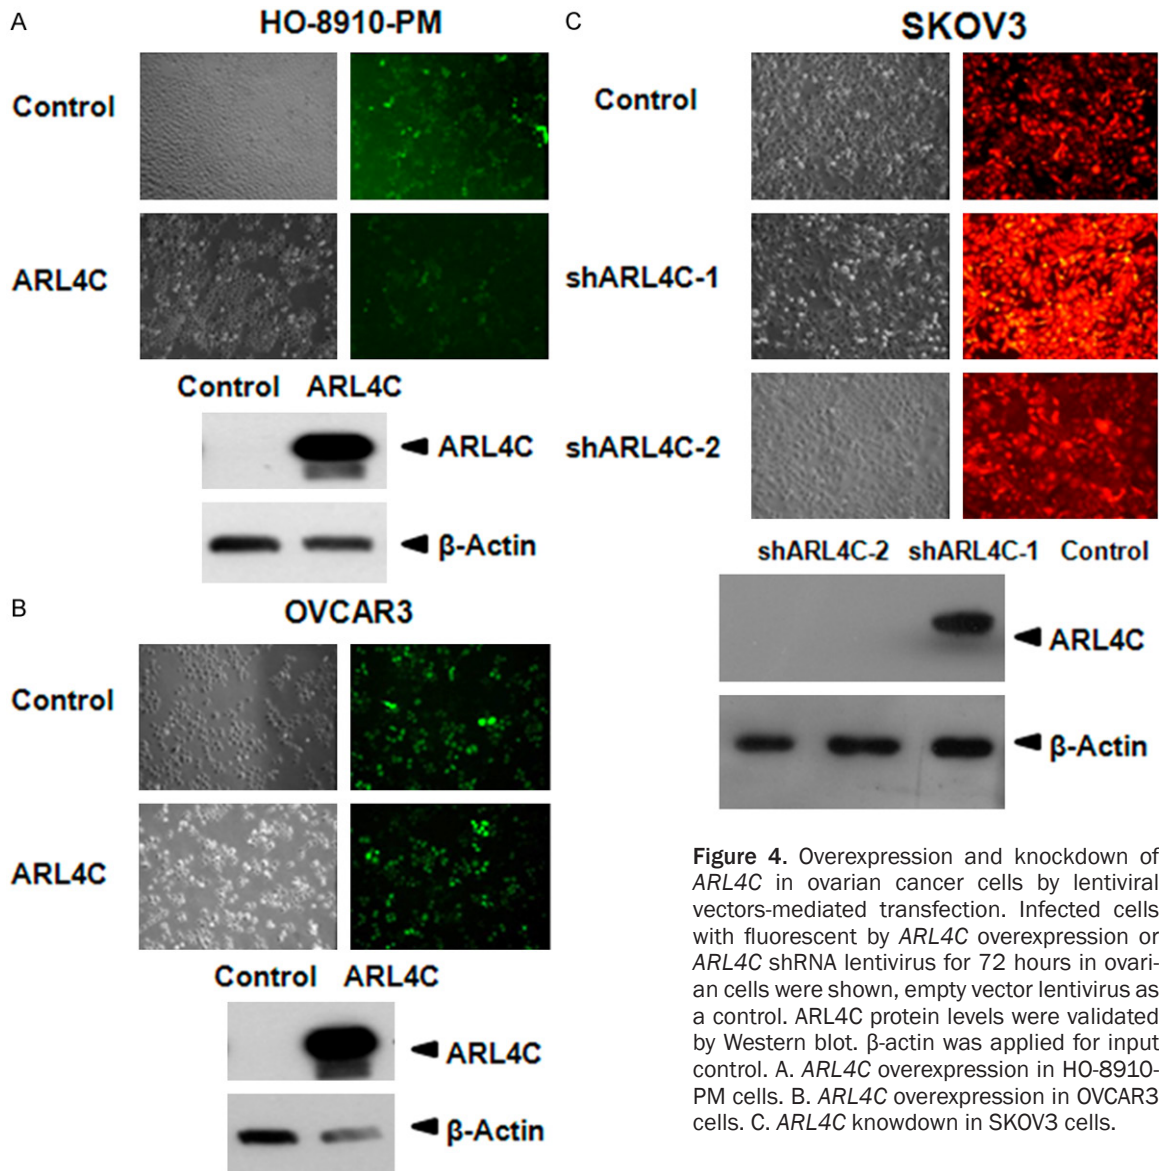 A
HO-8910-PM
Control
ARL4C
Control ARL4C
ARL4C
β-Actin
B
OVCAR3
Control
ARL4C
Control ARL4C
ARL4C
β-Actin
C
SKOV3
Control
shARL4C-1
shARL4C-2
shARL4C-2 shARL4C-1 Control
ARL4C
β-Actin
Figure 4. Overexpression and knockdown of
ARL4C in ovarian cancer cells by lentiviral
vectors-mediated transfection. Infected cells
with fluorescent by ARL4C overexpression or
ARL4C shRNA lentivirus for 72 hours in ovari-
an cells were shown, empty vector lentivirus as
a control. ARL4C protein levels were validated
by Western blot. β-actin was applied for input
control. A. ARL4C overexpression in HO-8910-
PM cells. B. ARL4C overexpression in OVCAR3
cells. C. ARL4C knowdown in SKOV3 cells.